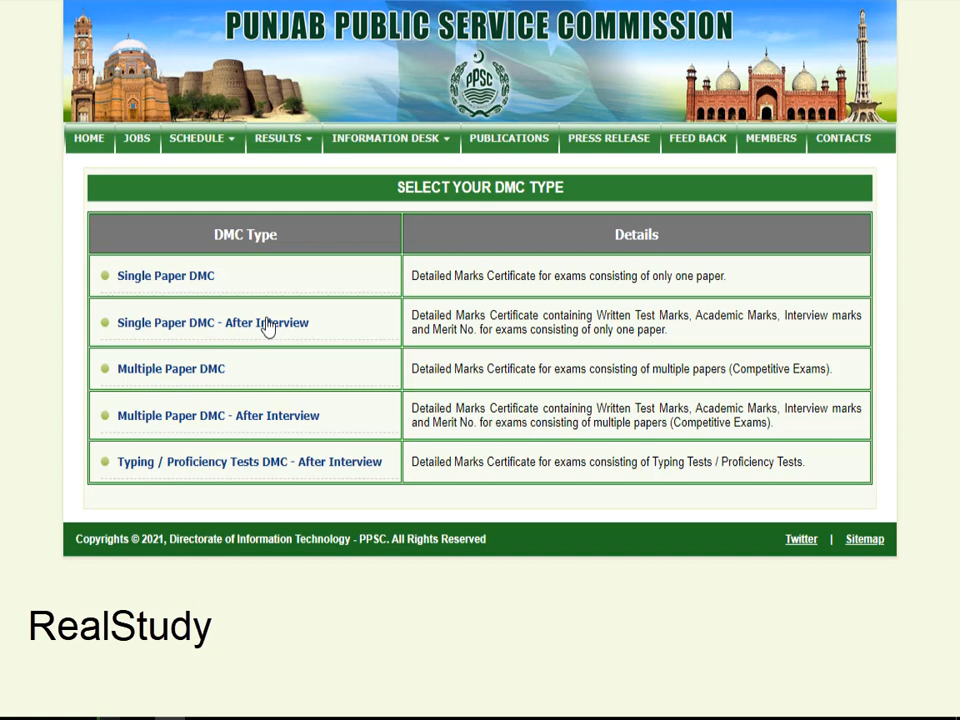 PUNJAB PUBLIC SERVICE COMMISSION
PPSC
HOME JOBS SCHEDULE RESULTS INFORMATION DESK PUBLICATIONS PRESS RELEASE FEED BACK MEMBERS CONTACTS
SELECT YOUR DMC TYPE
DMC Type Details
Single Paper DMC Detailed Marks Certificate for exams consisting of only one paper.
Single Paper DMC - After Interview Detailed Marks Certificate containing Written Test Marks, Academic Marks, Interview marks
and Merit No. for exams consisting of only one paper.
Multiple Paper DMC Detailed Marks Certificate for exams consisting of multiple papers (Competitive Exams).
Multiple Paper DMC - After Interview Detailed Marks Certificate containing Written Test Marks, Academic Marks, Interview marks
and Merit No. for exams consisting of multiple papers (Competitive Exams).
Typing / Proficiency Tests DMC - After Interview Detailed Marks Certificate for exams consisting of Typing Tests / Proficiency Tests.
Copyrights © 2021, Directorate of Information Technology - PPSC. All Rights Reserved Twitter | Sitemap
RealStudy